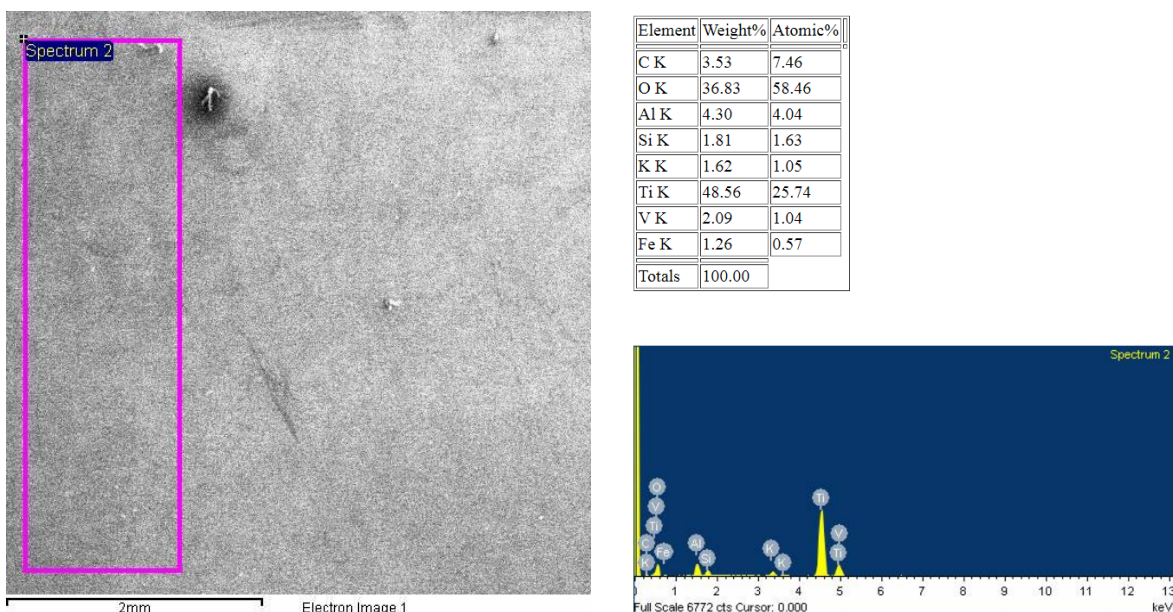 Spectrum 2
2mm Electron Image 1
Element Weight% Atomic%
C K 3.53 7.46
O K 36.83 58.46
Al K 4.30 4.04
Si K 1.81 1.63
K K 1.62 1.05
Ti K 48.56 25.74
V K 2.09 1.04
Fe K 1.26 0.57
Totals 100.00
Spectrum 2
O
V
Ti
C Fe
K
Al
Si
K
K
Ti
V
Ti
0 1 2 3 4 5 6 7 8 9 10 11 12 13
Full Scale 6772 cts Cursor: 0.000 keV